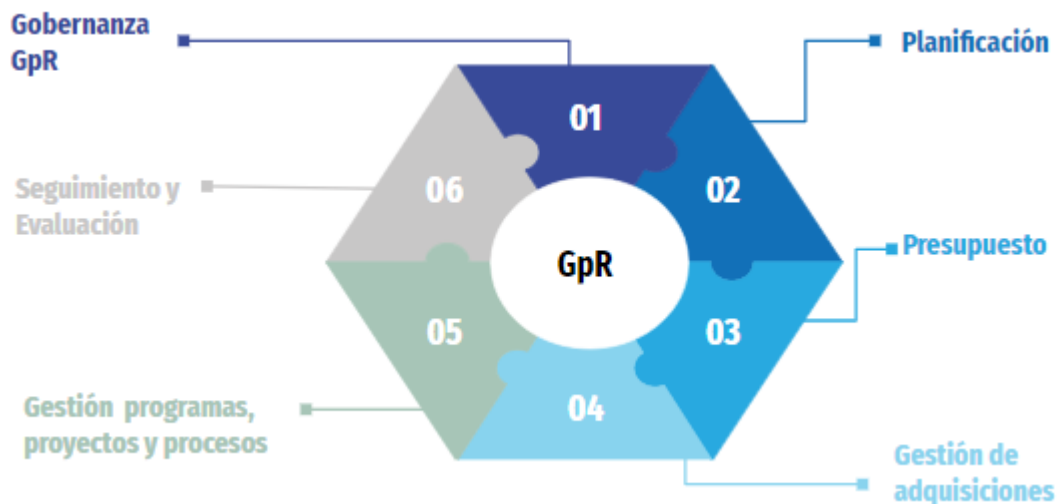 Gobernanza
GpR
Planificación
01
06
02
Seguimiento y
Evaluación
Presupuesto
GpR
05
03
04
Gestión programas,
proyectos y procesos
Gestión de
adquisiciones